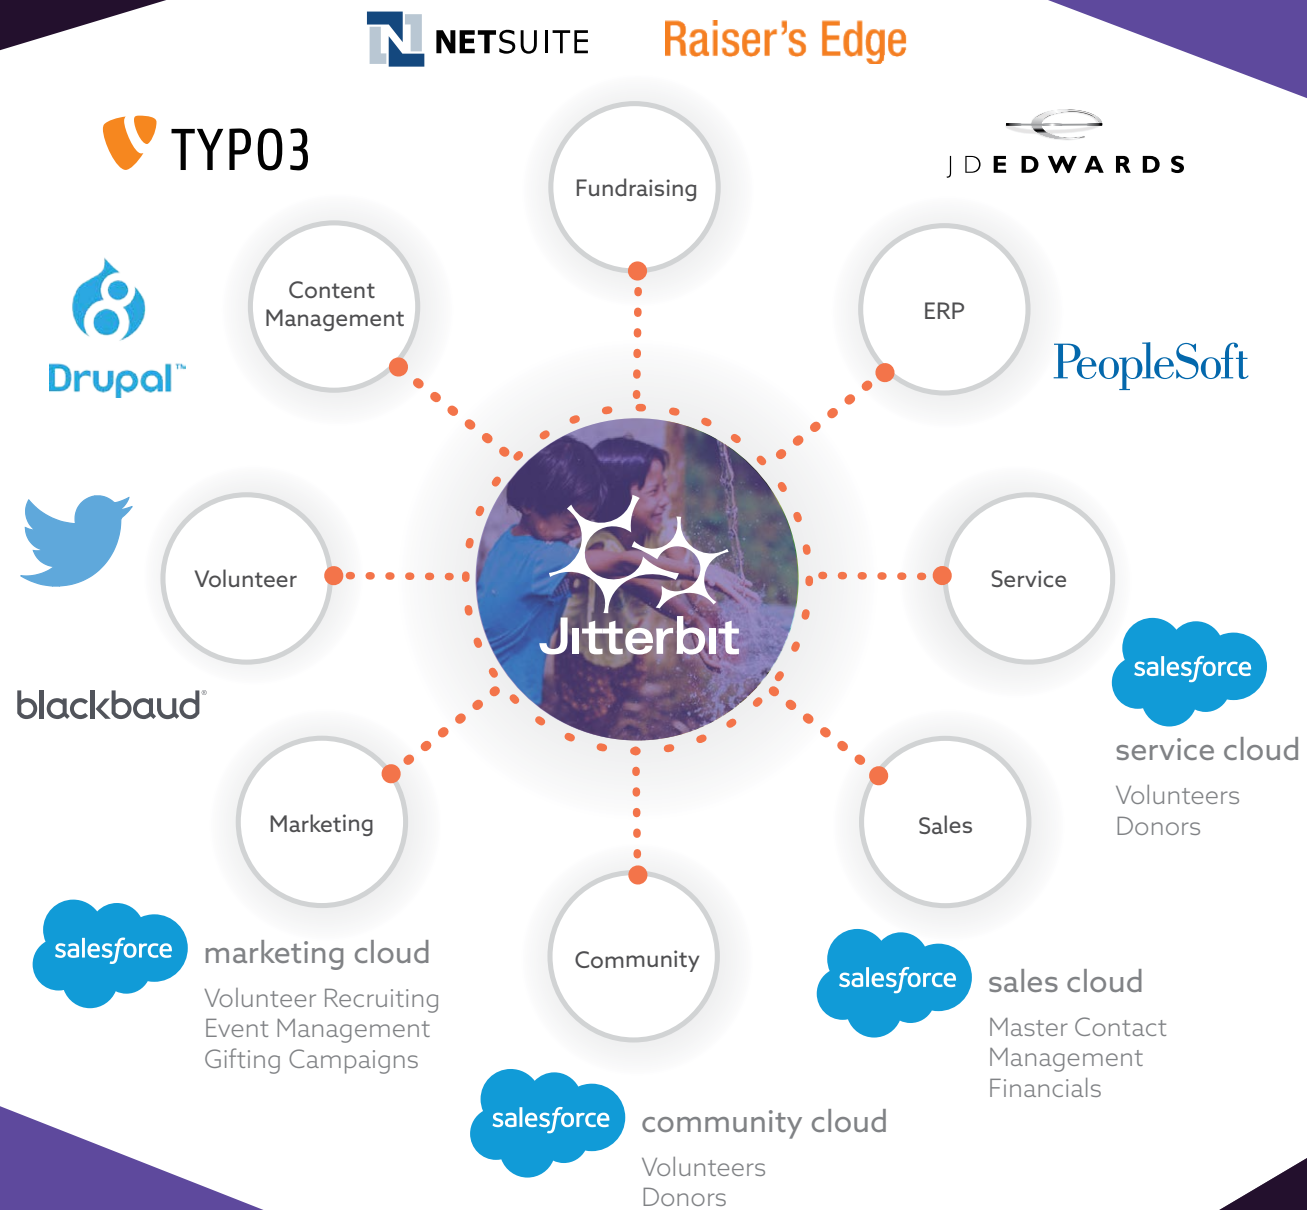 NETSUITE
Raiser's Edge
TYPO3
JDEDWARDS
Fundraising
Content
Management
ERP
Drupal™
PeopleSoft
Volunteer
Service
Jitterbit
salesforce
service cloud
Volunteers
Donors
blackbaud®
Marketing
Sales
salesforce
marketing cloud
Volunteer Recruiting
Event Management
Gifting Campaigns
Community
salesforce
sales cloud
Master Contact
Management
Financials
salesforce
community cloud
Volunteers
Donors